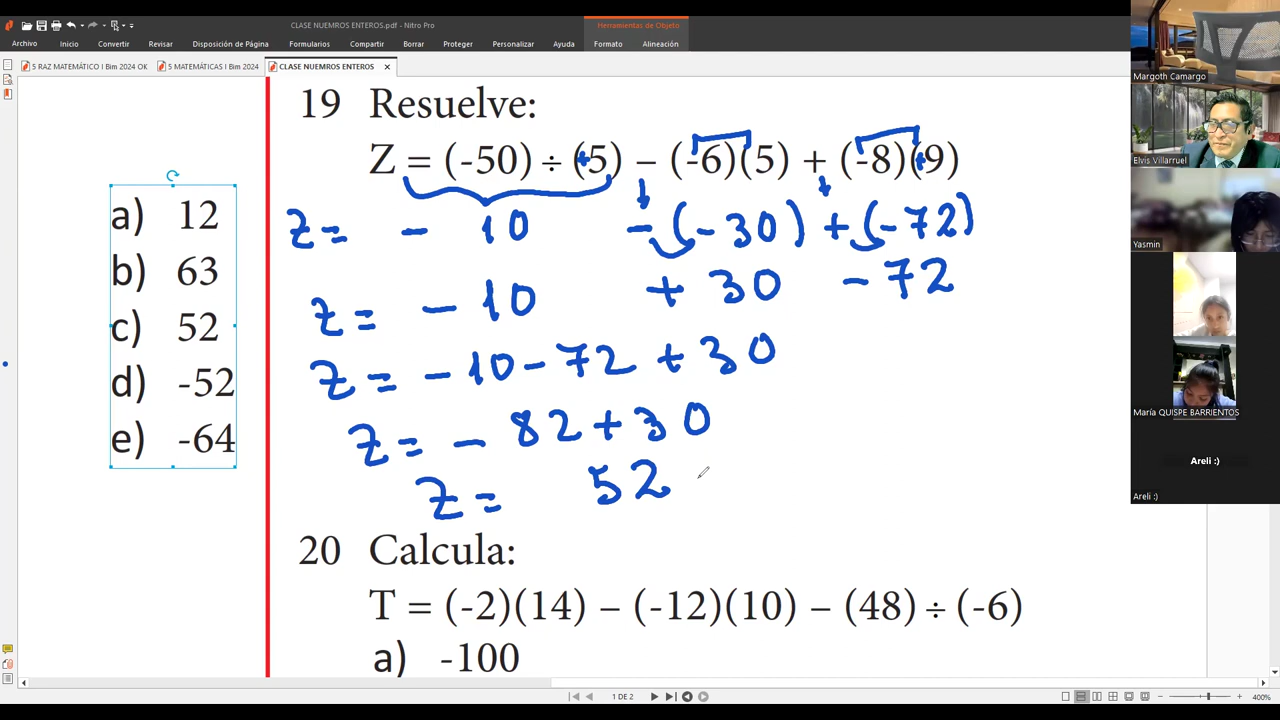 CLASE NUEMROS ENTEROS.pdf - Nitro Pro
Herramientas de Objeto
Archivo Inicio Convertir Revisar Disposición de Página Formularios Compartir Borrar Proteger Personalizar Ayuda Formato Alineación
5 RAZ MATEMÁTICO I Bim 2024 OK 5 MATEMÁTICAS I Bim 2024 CLASE NUEMROS ENTEROS ×
19 Resuelve:
Z = (-50) ÷ (+5) – (-6)(5) + (-8)(+9)
a) 12
b) 63
c) 52
d) -52
e) -64
z = - 10 - (- 30) + (- 72)
z = - 10 + 30 - 72
z = - 10 - 72 + 30
z = - 82 + 30
z = 52
20 Calcula:
T = (-2)(14) – (-12)(10) – (48) ÷ (-6)
a) -100
Margoth Camargo
Elvis Villarruel
Yasmin
María QUISPE BARRIENTOS
Areli :)
Areli :)
1 DE 2
400%